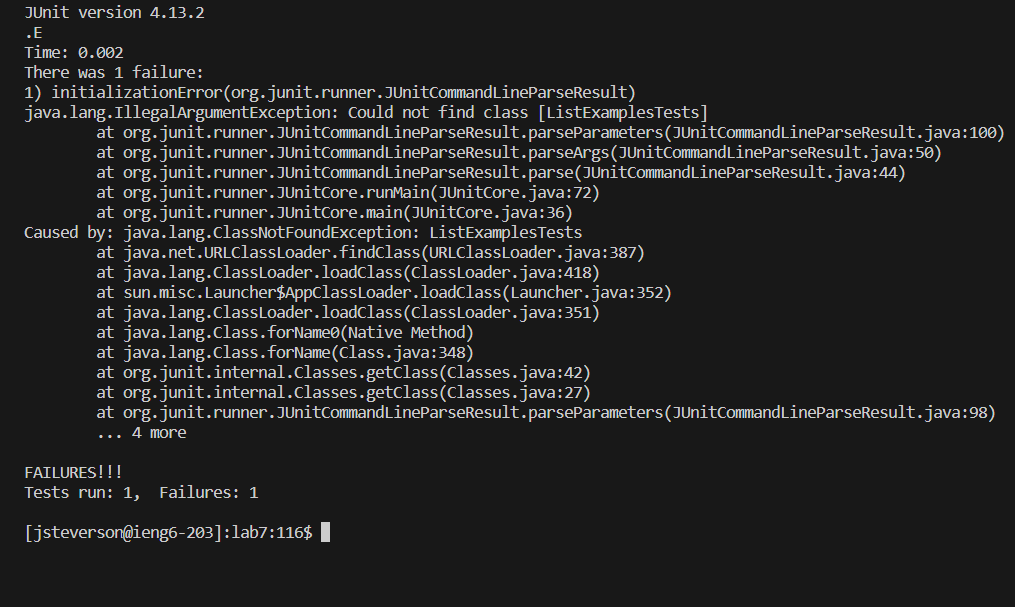 JUnit version 4.13.2
.E
Time: 0.002
There was 1 failure:
1) initializationError(org.junit.runner.JUnitCommandLineParseResult)
java.lang.IllegalArgumentException: Could not find class [ListExamplesTests]
        at org.junit.runner.JUnitCommandLineParseResult.parseParameters(JUnitCommandLineParseResult.java:100)
        at org.junit.runner.JUnitCommandLineParseResult.parseArgs(JUnitCommandLineParseResult.java:50)
        at org.junit.runner.JUnitCommandLineParseResult.parse(JUnitCommandLineParseResult.java:44)
        at org.junit.runner.JUnitCore.runMain(JUnitCore.java:72)
        at org.junit.runner.JUnitCore.main(JUnitCore.java:36)
Caused by: java.lang.ClassNotFoundException: ListExamplesTests
        at java.net.URLClassLoader.findClass(URLClassLoader.java:387)
        at java.lang.ClassLoader.loadClass(ClassLoader.java:418)
        at sun.misc.Launcher$AppClassLoader.loadClass(Launcher.java:352)
        at java.lang.ClassLoader.loadClass(ClassLoader.java:351)
        at java.lang.Class.forName0(Native Method)
        at java.lang.Class.forName(Class.java:348)
        at org.junit.internal.Classes.getClass(Classes.java:42)
        at org.junit.internal.Classes.getClass(Classes.java:27)
        at org.junit.runner.JUnitCommandLineParseResult.parseParameters(JUnitCommandLineParseResult.java:98)
        ... 4 more

FAILURES!!!
Tests run: 1,  Failures: 1

[jsteverson@ieng6-203]:lab7:116$